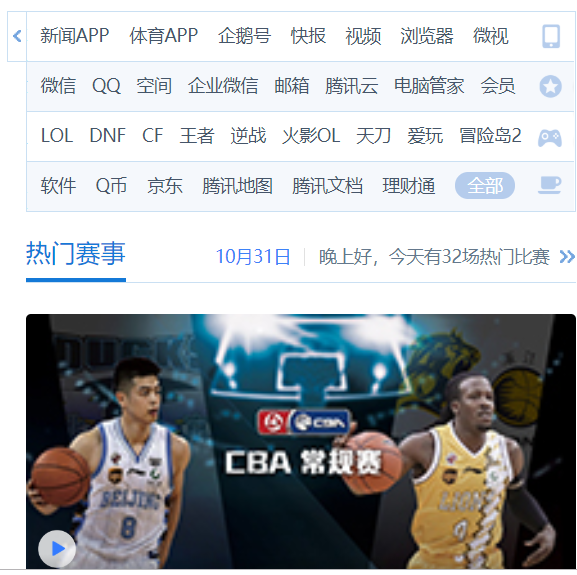 新闻APP 体育APP 企鹅号 快报 视频 浏览器 微视
微信 QQ 空间 企业微信 邮箱 腾讯云 电脑管家 会员
LOL DNF CF 王者 逆战 火影OL 天刀 爱玩 冒险岛2
软件 Q币 京东 腾讯地图 腾讯文档 理财通 全部
热门赛事 10月31日 晚上好，今天有32场热门比赛
DUCKS
CBA
CBA 常规赛
BEIJING
8
LIONS
9